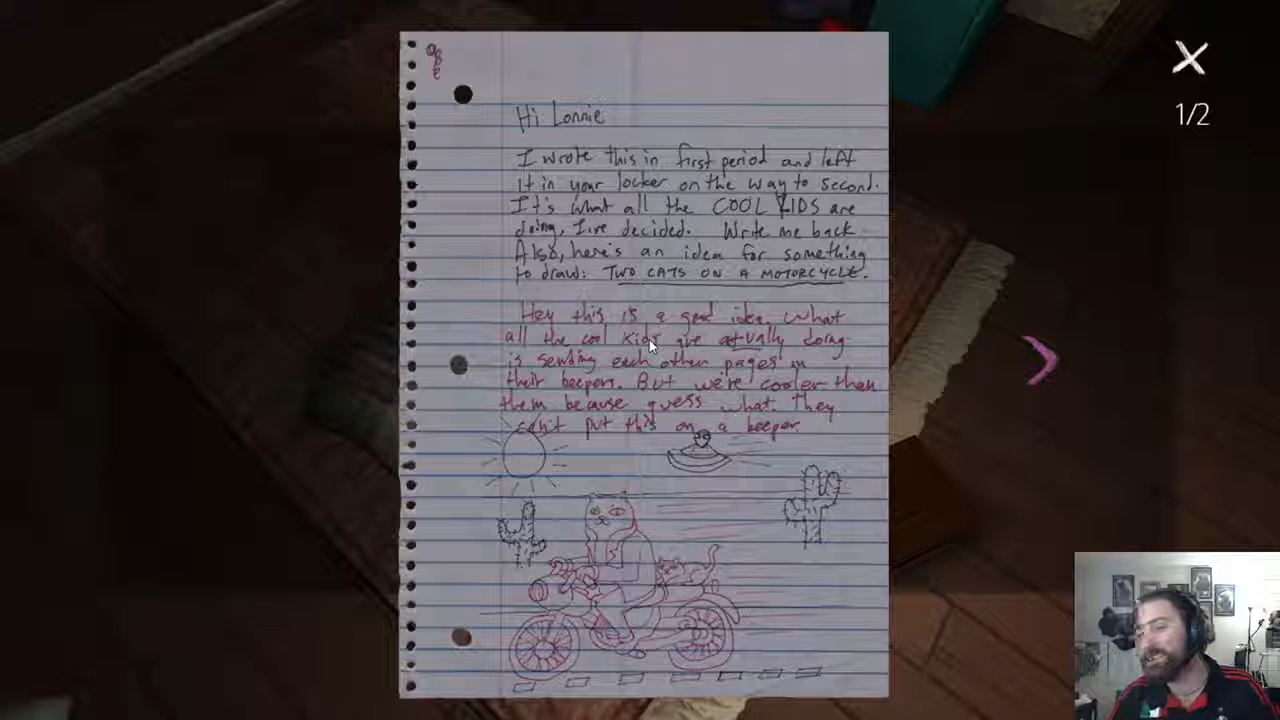 1/2
Hi Lonnie
I wrote this in first period and left
it in your locker on the way to second.
It's what all the COOL KIDS are
doing, I've decided. Write me back
Also, here's an idea for something
to draw: TWO CATS ON A MOTORCYCLE.
Hey this is a good idea. What
all the cool kids are actually doing
is sending each other pages on
their beepers. But we're cooler than
them because guess what. They
can't put this on a beeper.